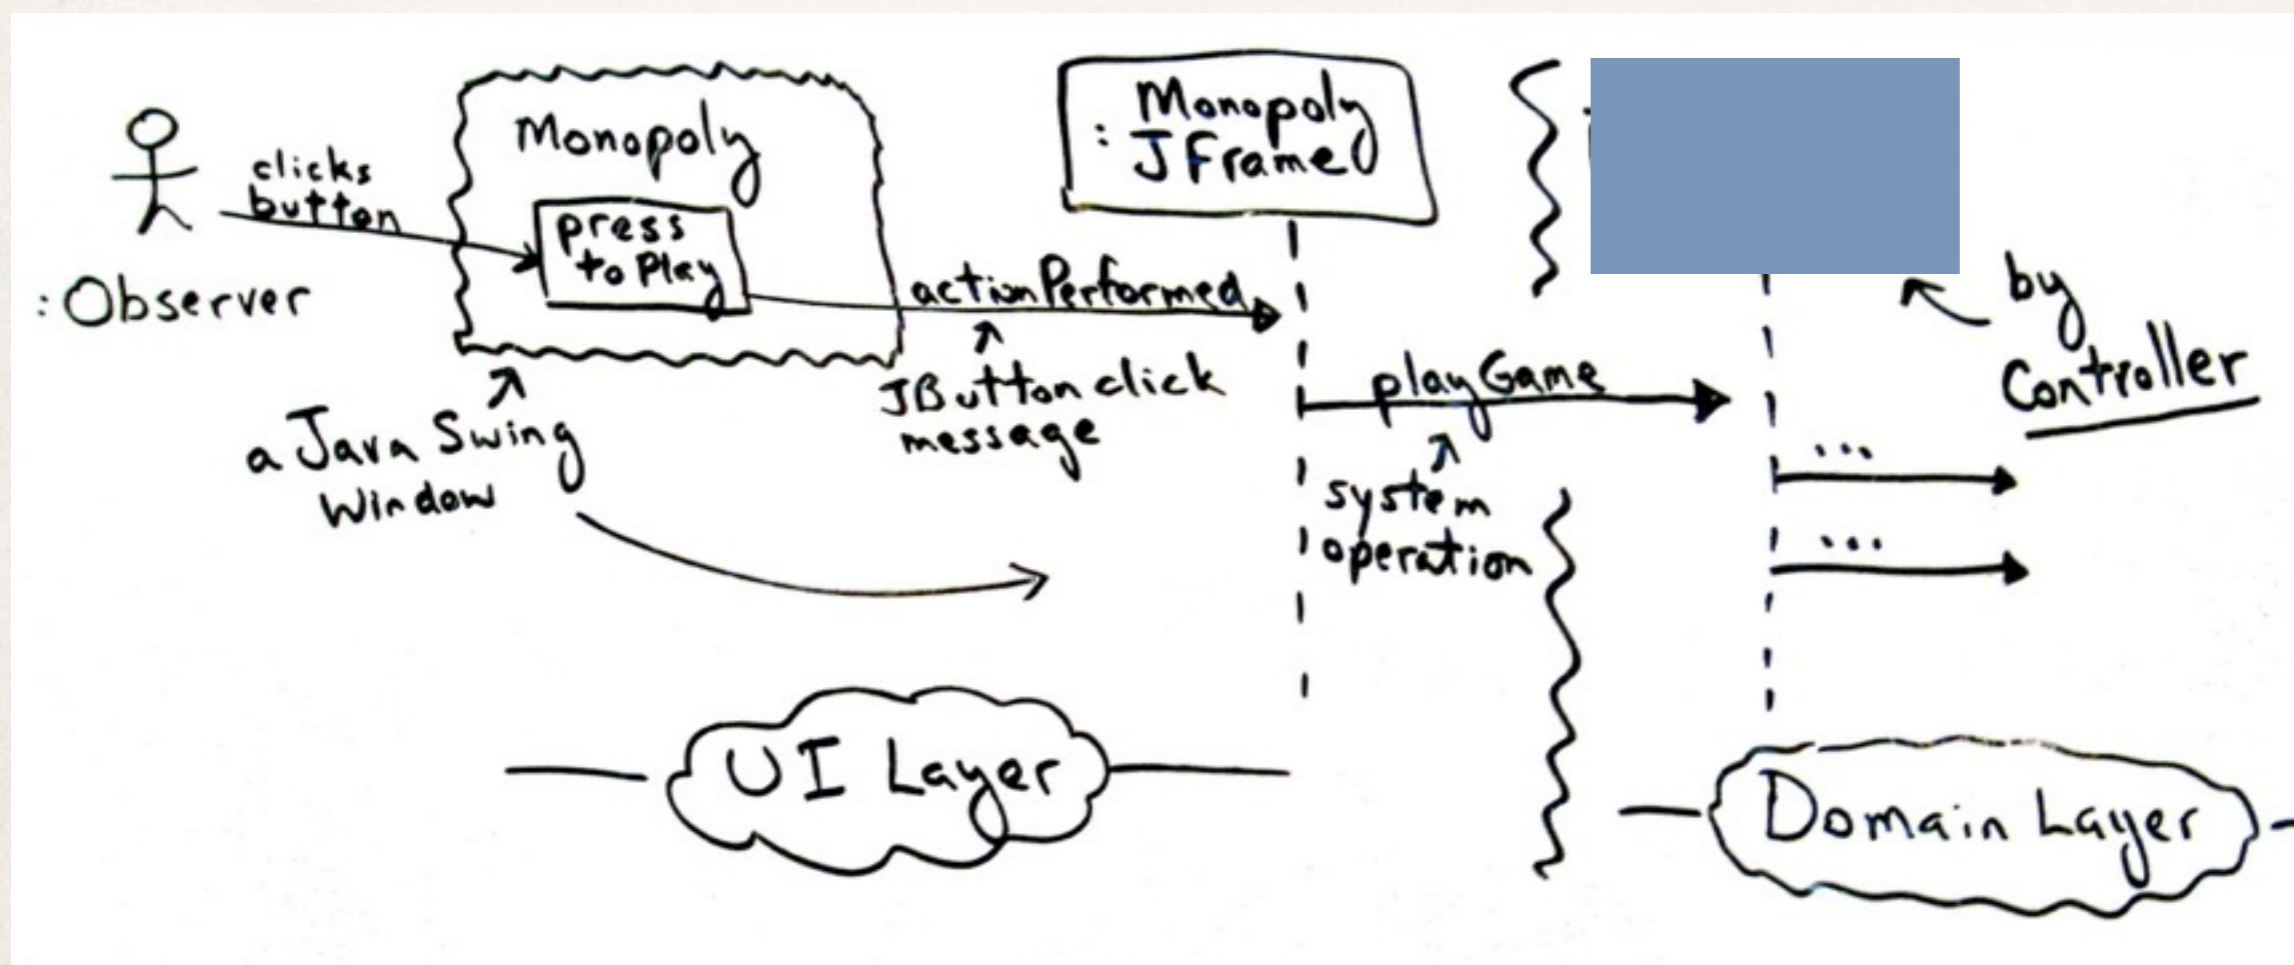 clicks
button
: Observer
Monopoly
press
to Play
a Java Swing
Window
actionPerformed
JButton click
message
Monopoly
: JFrame
playGame
system
operation
by
Controller
...
...
UI Layer
Domain Layer